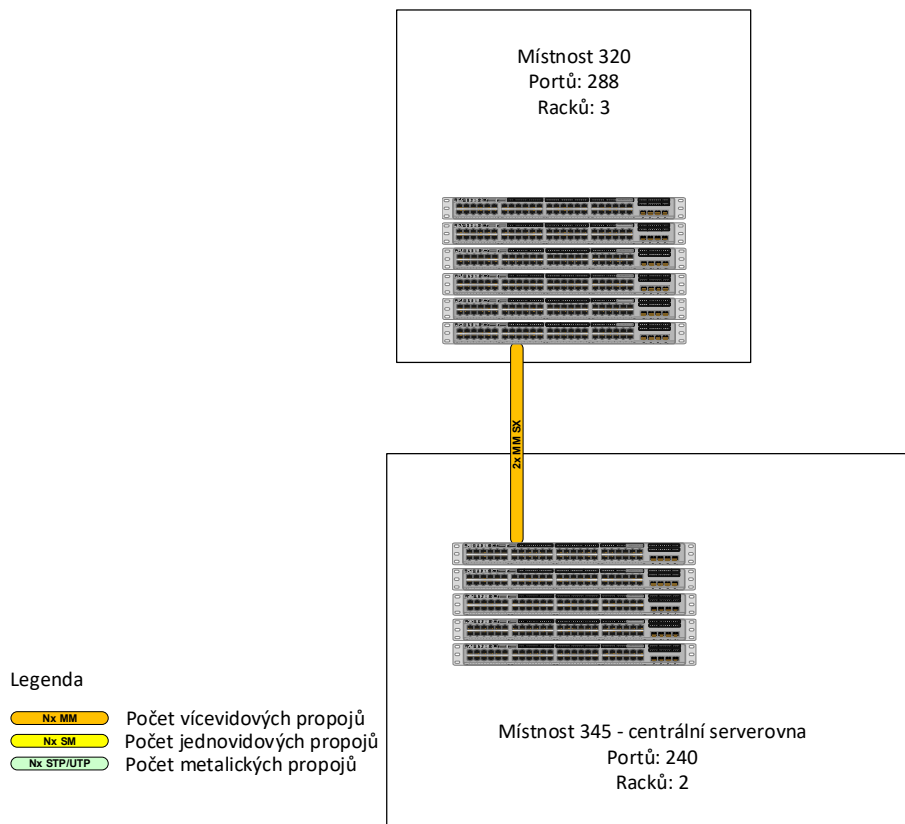 Místnost 320
Portů: 288
Racků: 3
2x MM SX
Legenda
Nx MM Počet vícevidových propojů
Nx SM Počet jednovidových propojů
Nx STP/UTP Počet metalických propojů
Místnost 345 - centrální serverovna
Portů: 240
Racků: 2